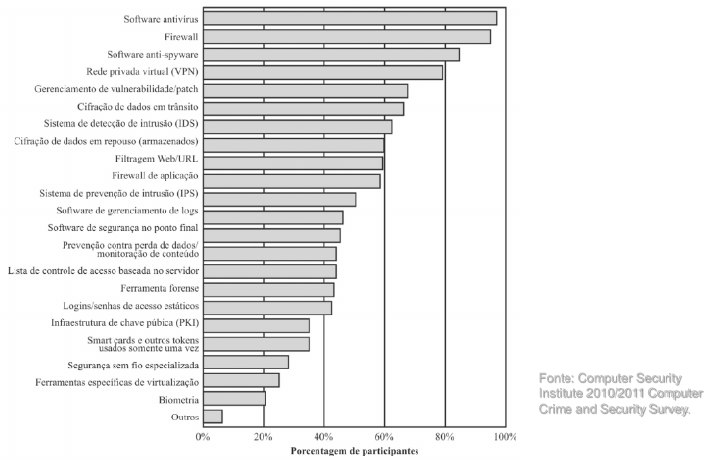 Software antivírus
Firewall
Software anti-spyware
Rede privada virtual (VPN)
Gerenciamento de vulnerabilidade/patch
Cifração de dados em trânsito
Sistema de detecção de intrusão (IDS)
Cifração de dados em repouso (armazenados)
Filtragem Web/URL
Firewall de aplicação
Sistema de prevenção de intrusão (IPS)
Software de gerenciamento de logs
Software de segurança no ponto final
Prevenção contra perda de dados/
monitoração de conteúdo
Lista de controle de acesso baseada no servidor
Ferramenta forense
Logins/senhas de acesso estáticos
Infraestrutura de chave púbica (PKI)
Smart cards e outros tokens
usados somente uma vez
Segurança sem fio especializada
Ferramentas específicas de virtualização
Biometria
Outros
0% 20% 40% 60% 80% 100%
Porcentagem de participantes
Fonte: Computer Security
Institute 2010/2011 Computer
Crime and Security Survey.